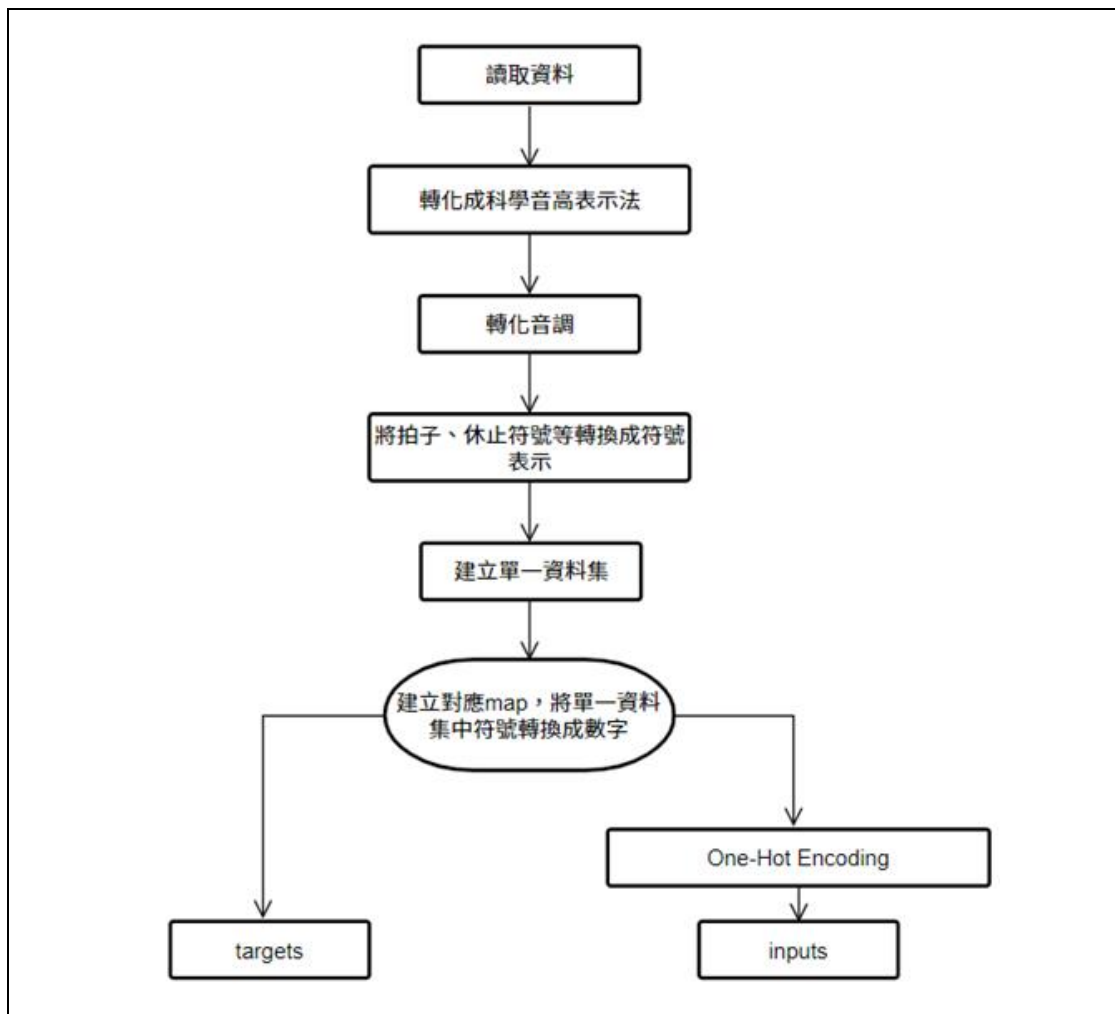 讀取資料
轉化成科學音高表示法
轉化音調
將拍子、休止符號等轉換成符號
表示
建立單一資料集
建立對應map，將單一資料
集中符號轉換成數字
One-Hot Encoding
targets
inputs